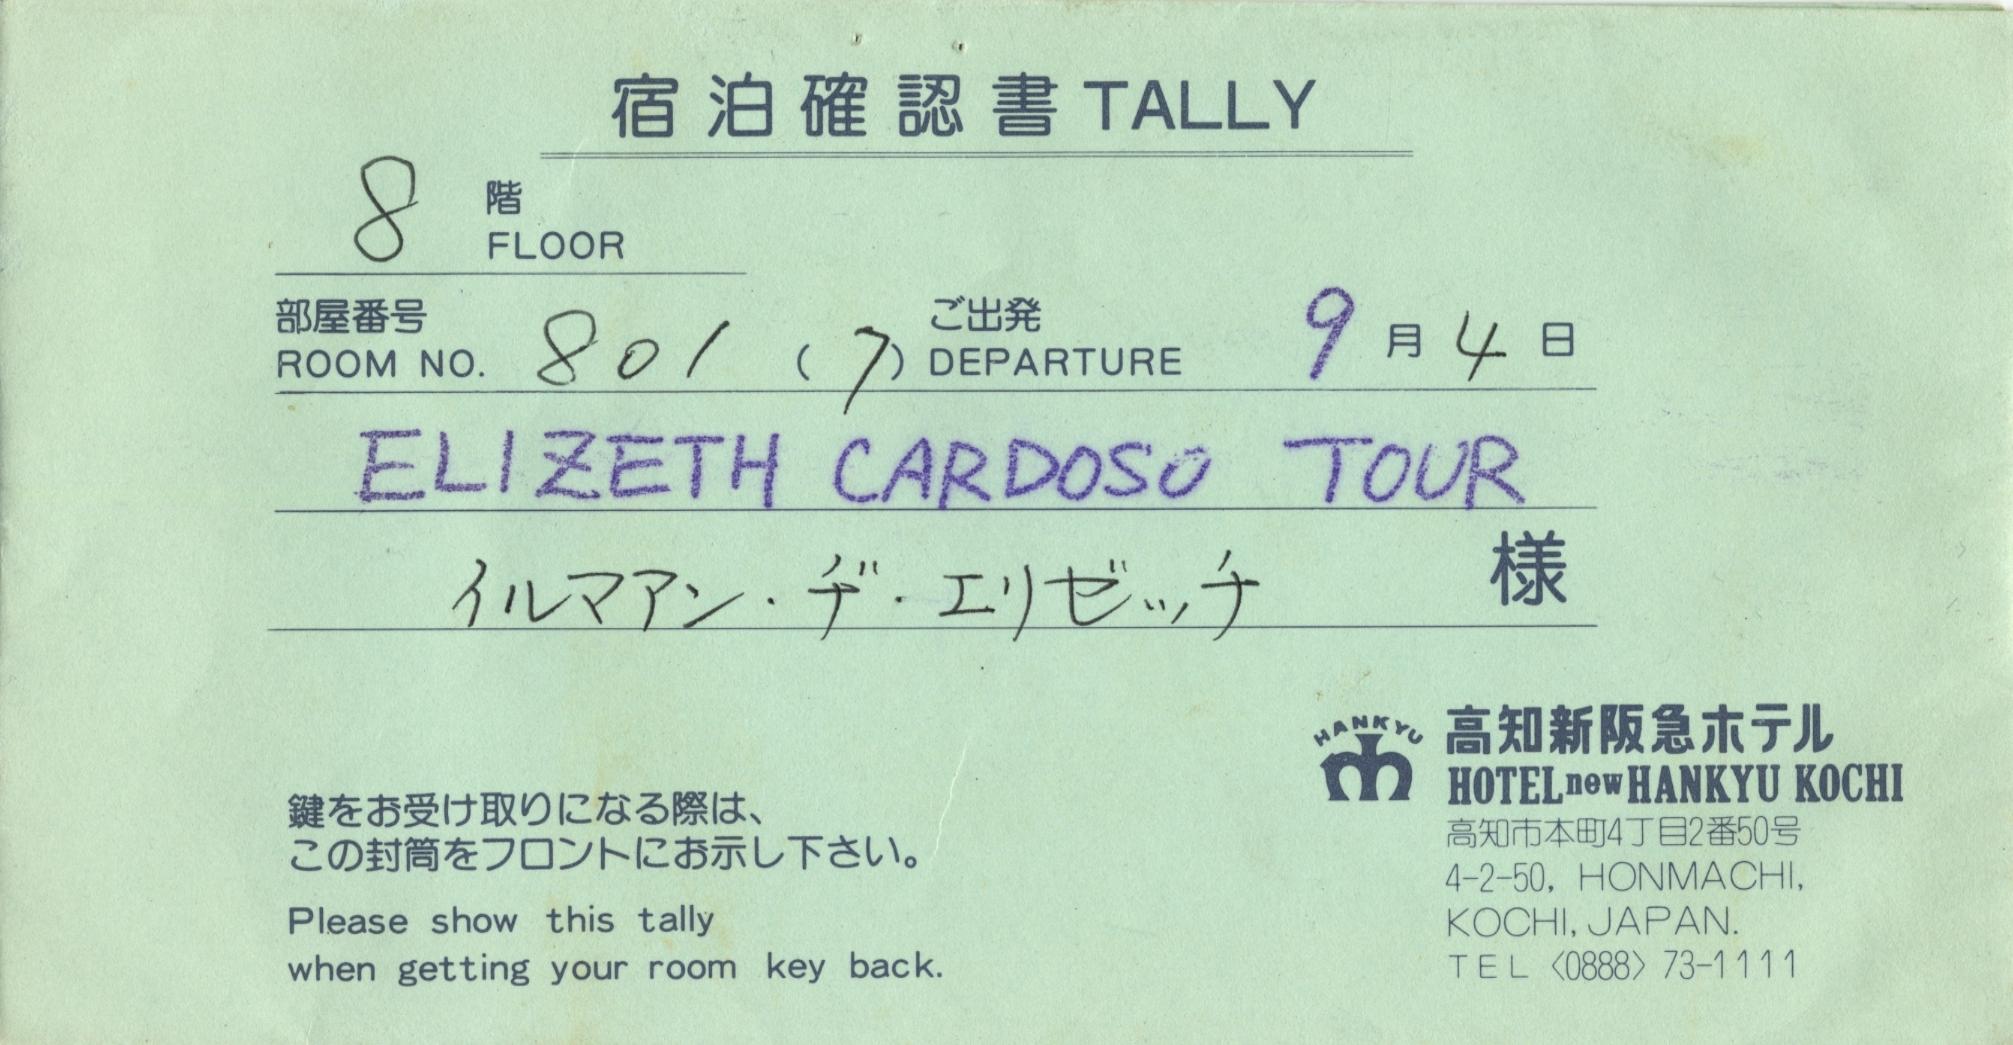 宿泊確認書 TALLY
8 階
FLOOR
部屋番号
ROOM NO. 801 (7)
ご出発
DEPARTURE 9月4日
ELIZETH CARDOSO TOUR
イルマアン・ヂ・エリゼッチ 様
鍵をお受け取りになる際は、
この封筒をフロントにお示し下さい。
Please show this tally
when getting your room key back.
HANKYU
高知新阪急ホテル
HOTEL new HANKYU KOCHI
高知市本町4丁目2番50号
4-2-50, HONMACHI,
KOCHI, JAPAN.
TEL 〈0888〉 73-1111